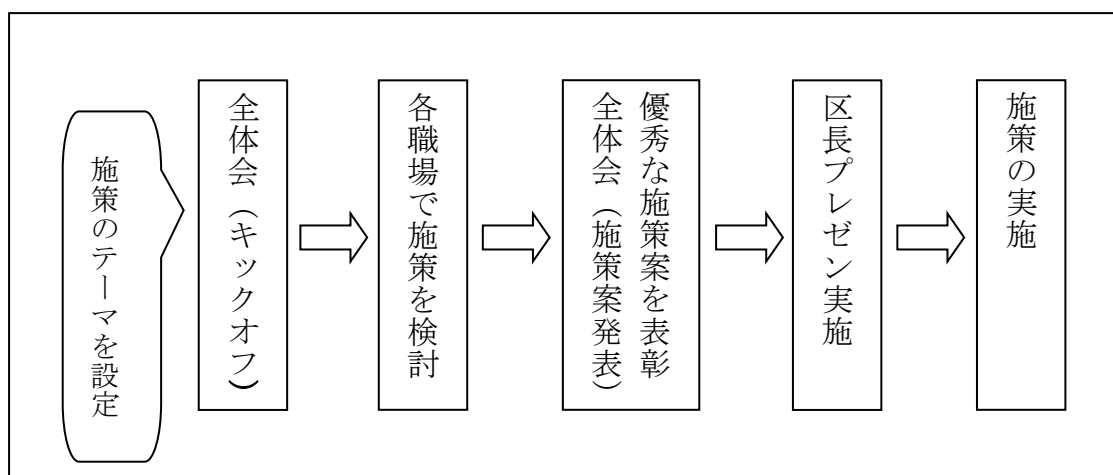 施策のテーマを設定
全体会（キックオフ）
各職場で施策を検討
優秀な施策案を表彰
全体会（施策案発表）
区長プレゼン実施
施策の実施